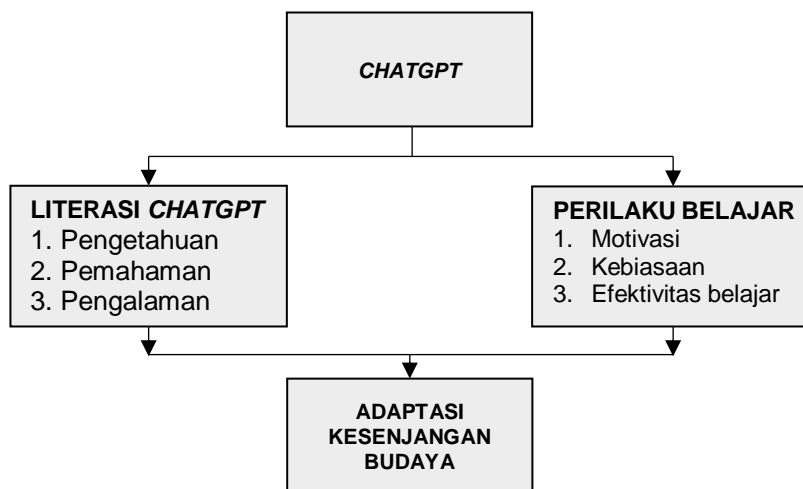 CHATGPT
LITERASI CHATGPT
1. Pengetahuan
2. Pemahaman
3. Pengalaman
PERILAKU BELAJAR
1. Motivasi
2. Kebiasaan
3. Efektivitas belajar
ADAPTASI
KESENJANGAN
BUDAYA